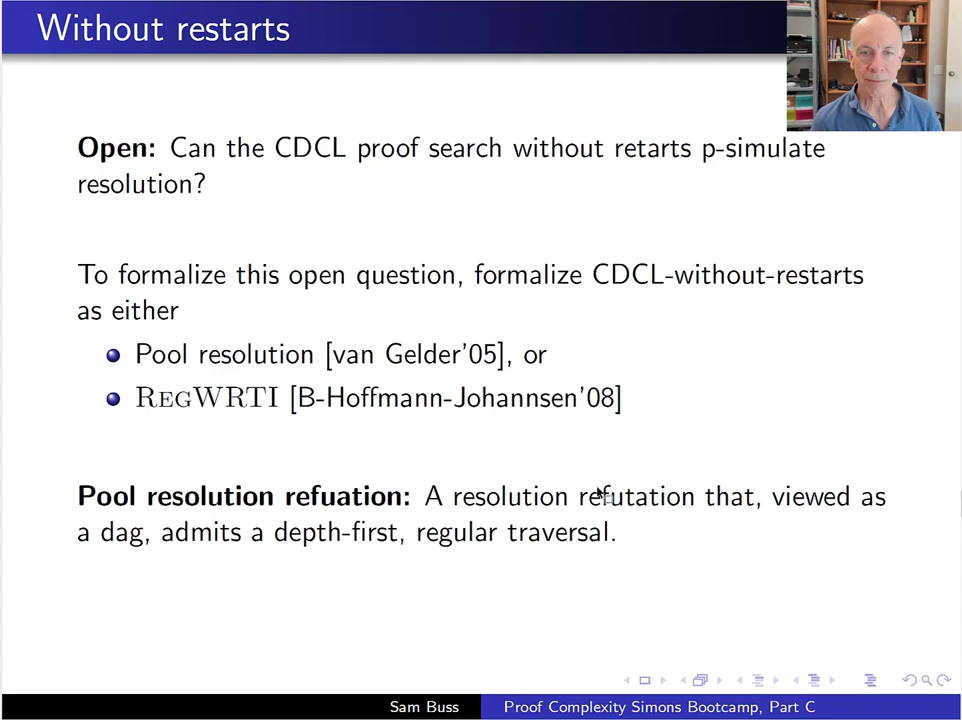 Without restarts
Open: Can the CDCL proof search without retarts p-simulate
resolution?
To formalize this open question, formalize CDCL-without-restarts
as either
Pool resolution [van Gelder'05], or
REGWRTI [B-Hoffmann-Johannsen'08]
Pool resolution refuation: A resolution refutation that, viewed as
a dag, admits a depth-first, regular traversal.
Sam Buss
Proof Complexity Simons Bootcamp, Part C